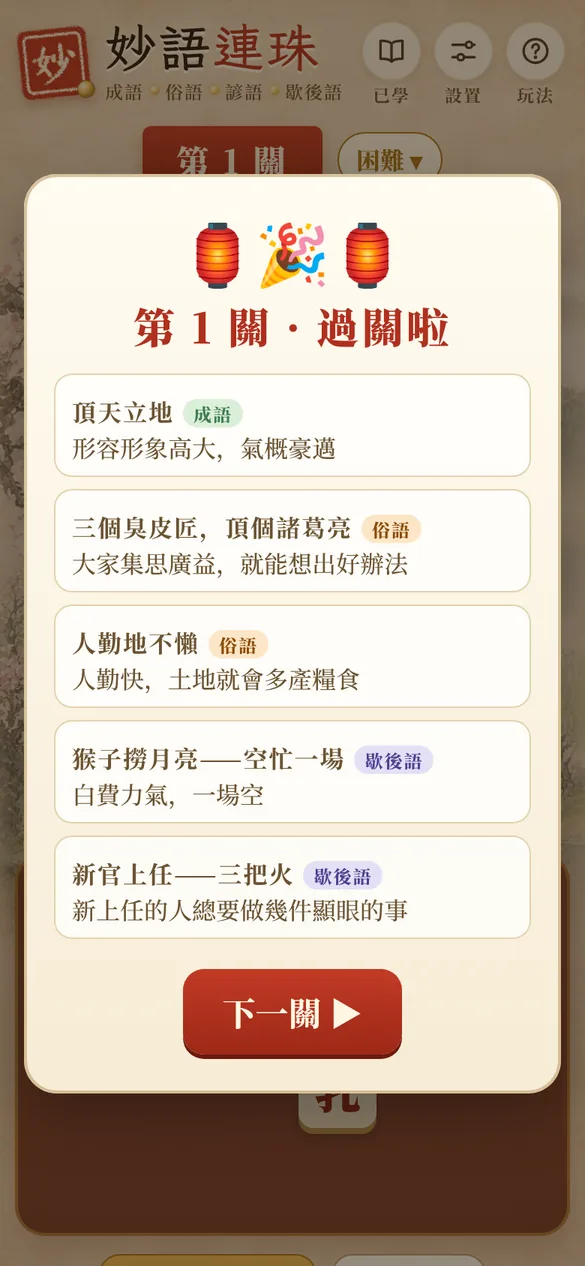 妙
妙語連珠
成語 俗語 諺語 歇後語
已學 設置 玩法
第 1 關
困難▼
第 1 關 · 過關啦
頂天立地 成語
形容形象高大，氣概豪邁
三個臭皮匠，頂個諸葛亮 俗語
大家集思廣益，就能想出好辦法
人勤地不懶 俗語
人勤快，土地就會多產糧食
猴子撈月亮——空忙一場 歇後語
白費力氣，一場空
新官上任——三把火 歇後語
新上任的人總要做幾件顯眼的事
下一關 ▶